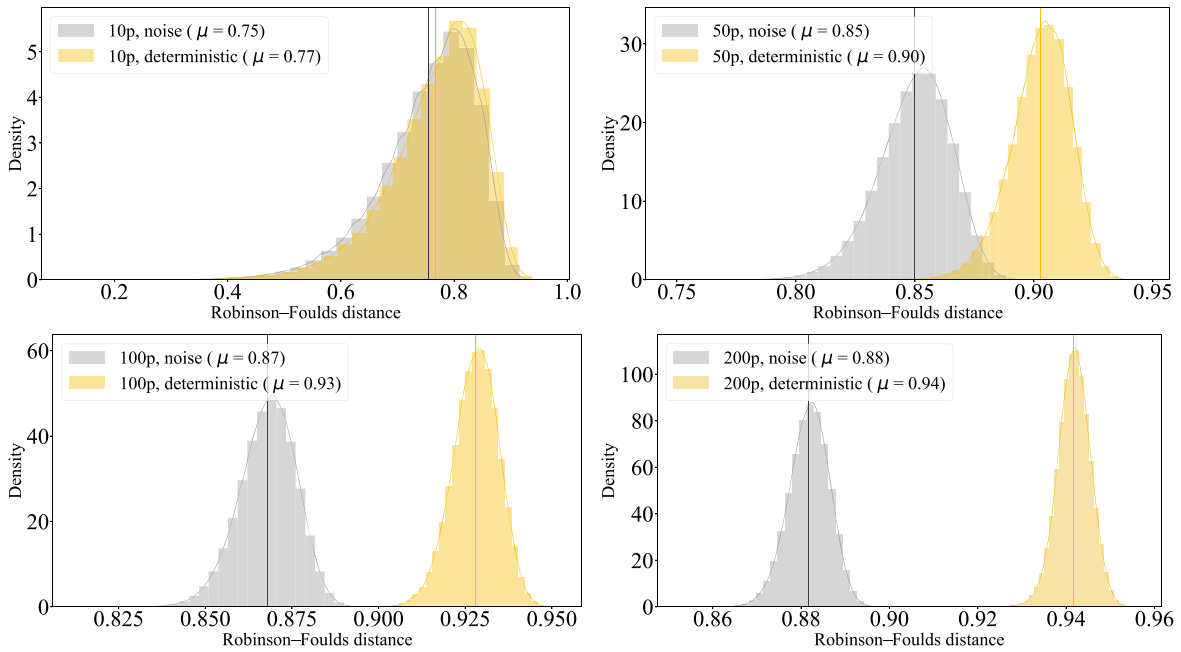 10p, noise ( μ = 0.75)
10p, deterministic ( μ = 0.77)
5
4
3
2
1
0
Density
0.2
0.4
0.6
0.8
1.0
Robinson–Foulds distance
50p, noise ( μ = 0.85)
50p, deterministic ( μ = 0.90)
30
20
10
0
Density
0.75
0.80
0.85
0.90
0.95
Robinson–Foulds distance
100p, noise ( μ = 0.87)
100p, deterministic ( μ = 0.93)
60
40
20
0
Density
0.825
0.850
0.875
0.900
0.925
0.950
Robinson–Foulds distance
200p, noise ( μ = 0.88)
200p, deterministic ( μ = 0.94)
100
80
60
40
20
0
Density
0.86
0.88
0.90
0.92
0.94
0.96
Robinson–Foulds distance